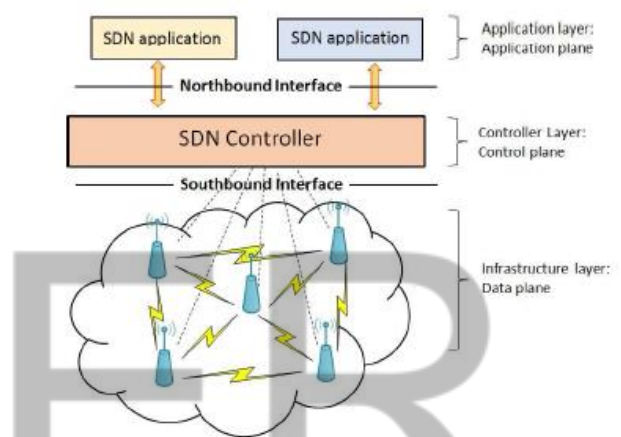 SDN application
SDN application
Application layer:
Application plane
Northbound Interface
SDN Controller
Controller Layer:
Control plane
Southbound Interface
Infrastructure layer:
Data plane
ER